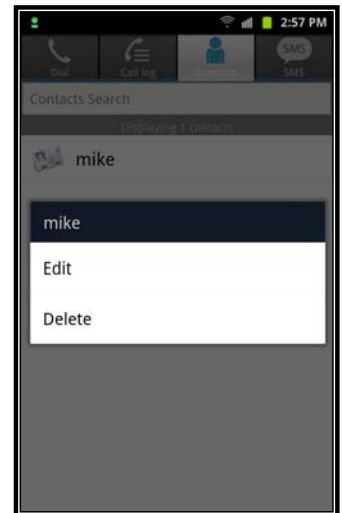 2:57 PM
Dial
Call log
Contacts
SMS
SMS
Contacts Search
Displaying 1 contacts
mike
mike
Edit
Delete